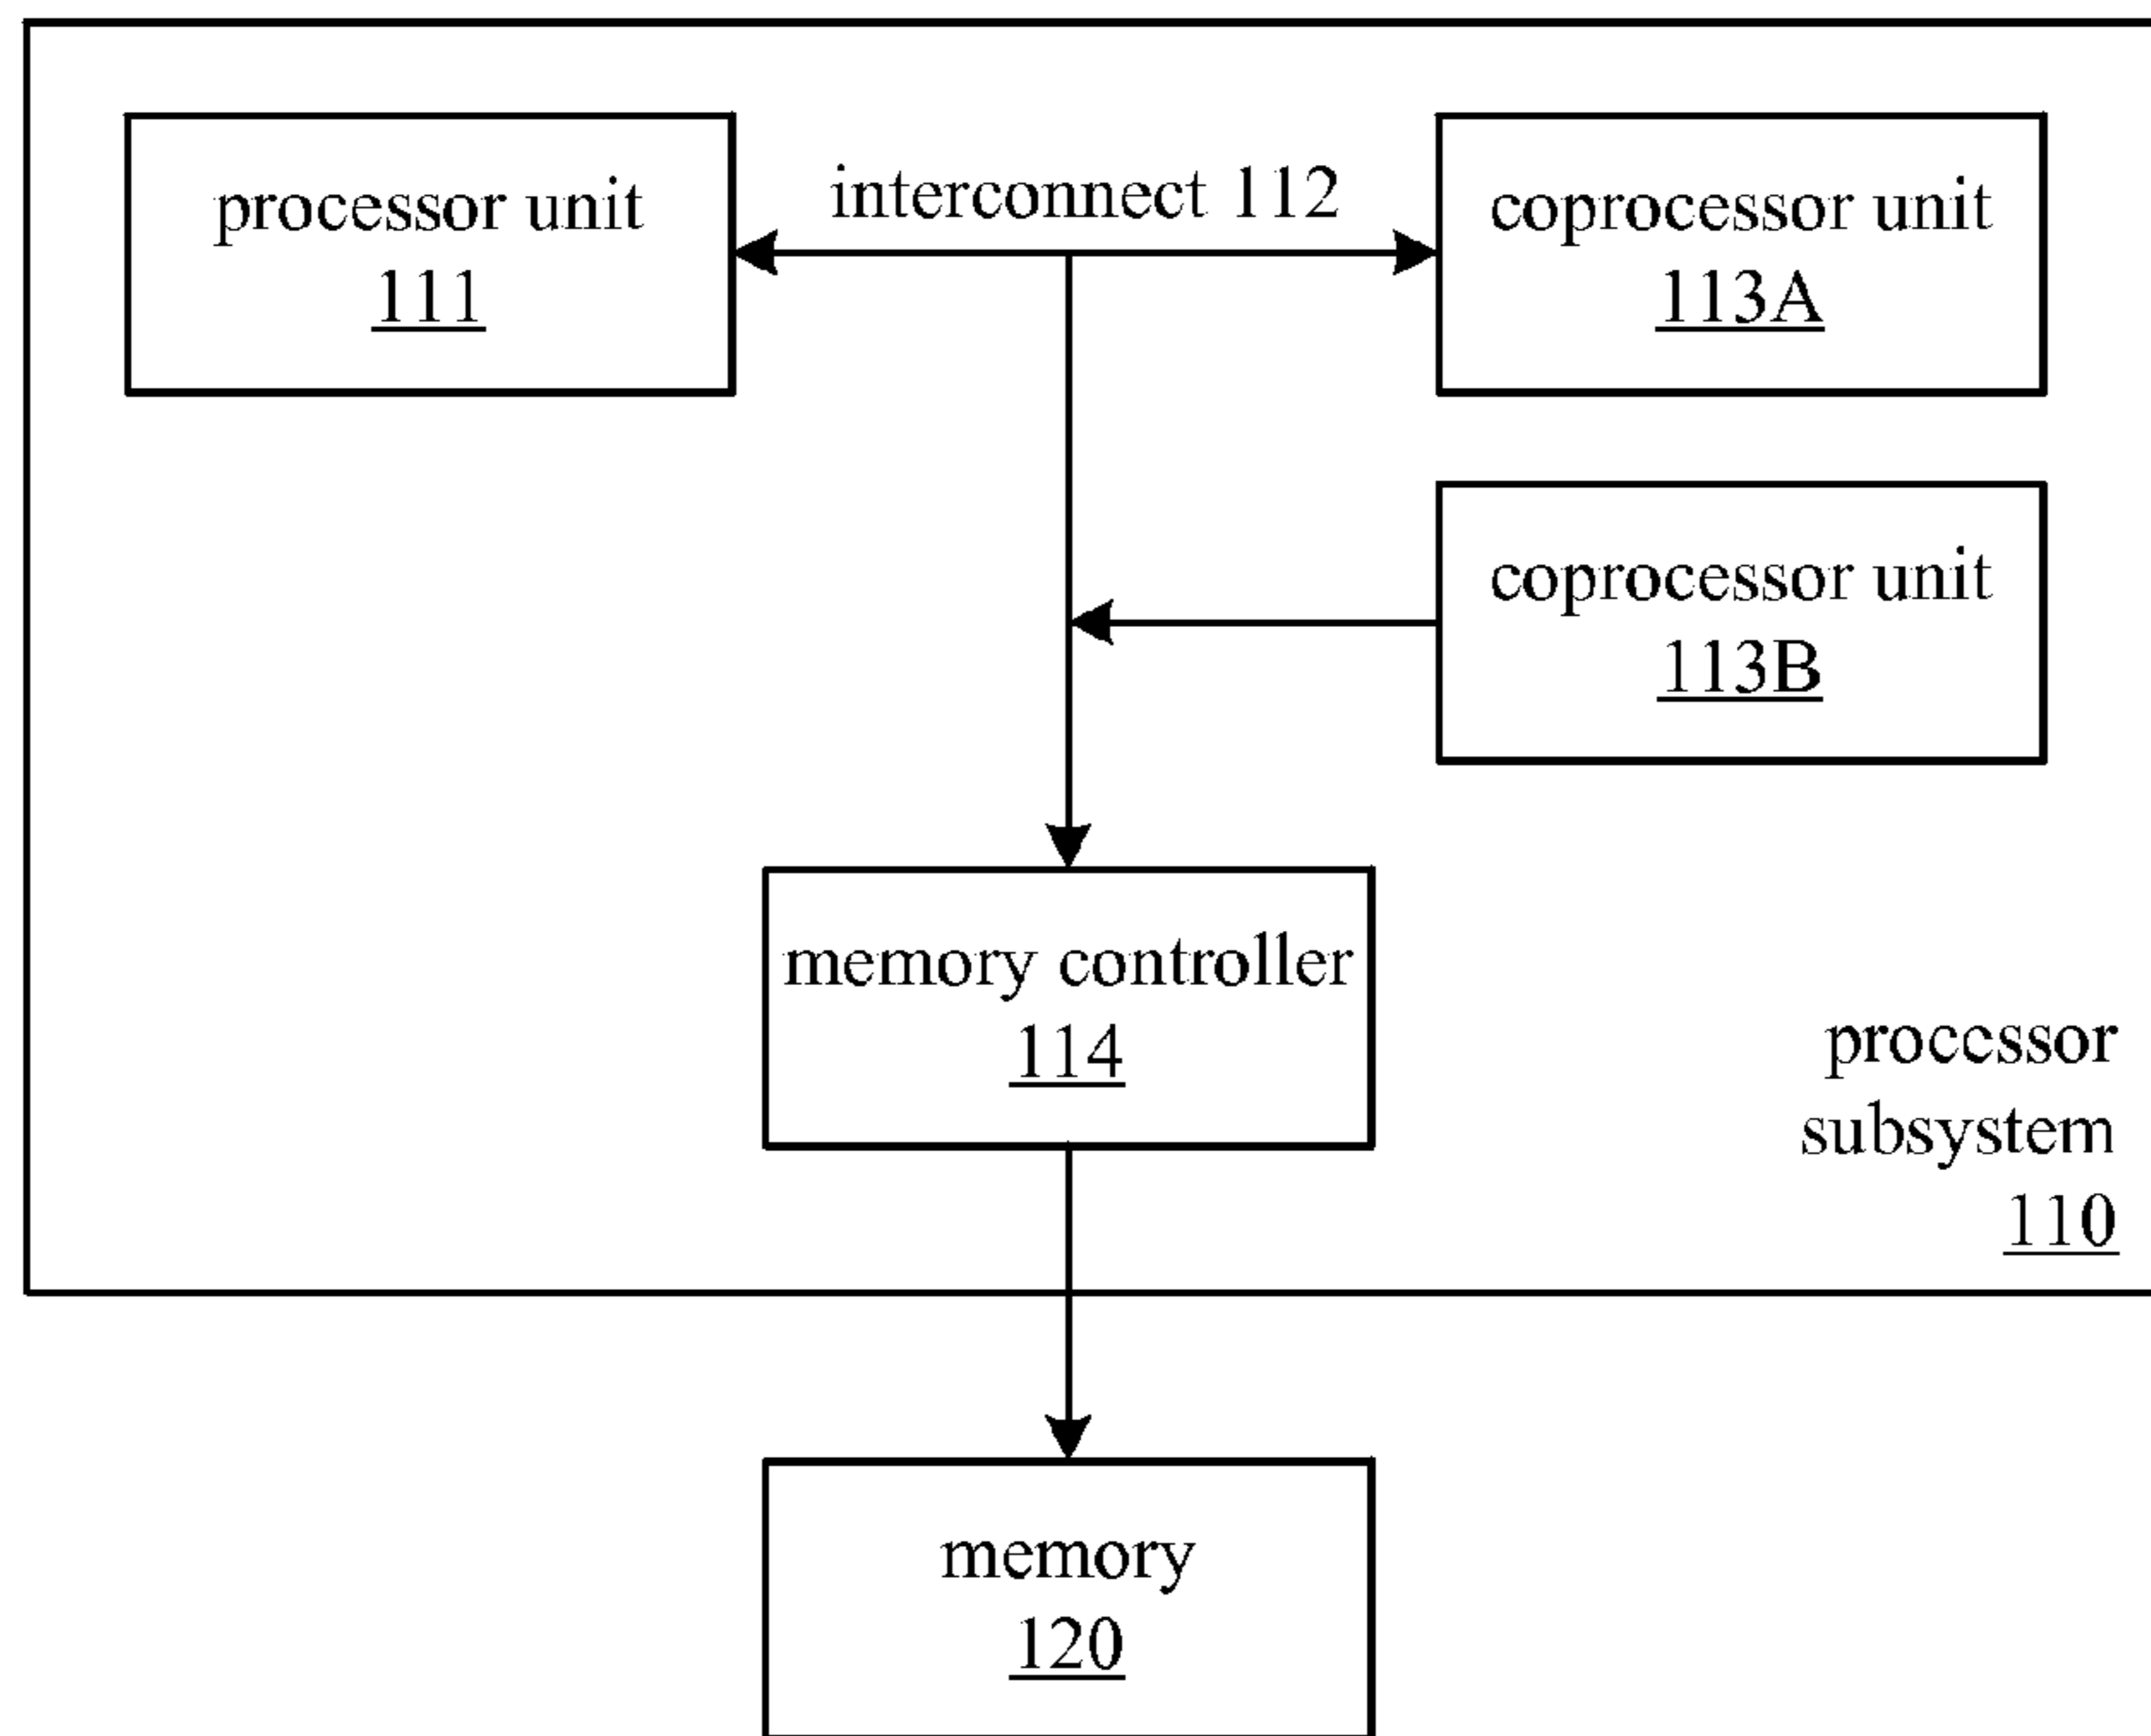 processor unit
111
interconnect 112
coprocessor unit
113A
coprocessor unit
113B
memory controller
114
processor
subsystem
110
memory
120